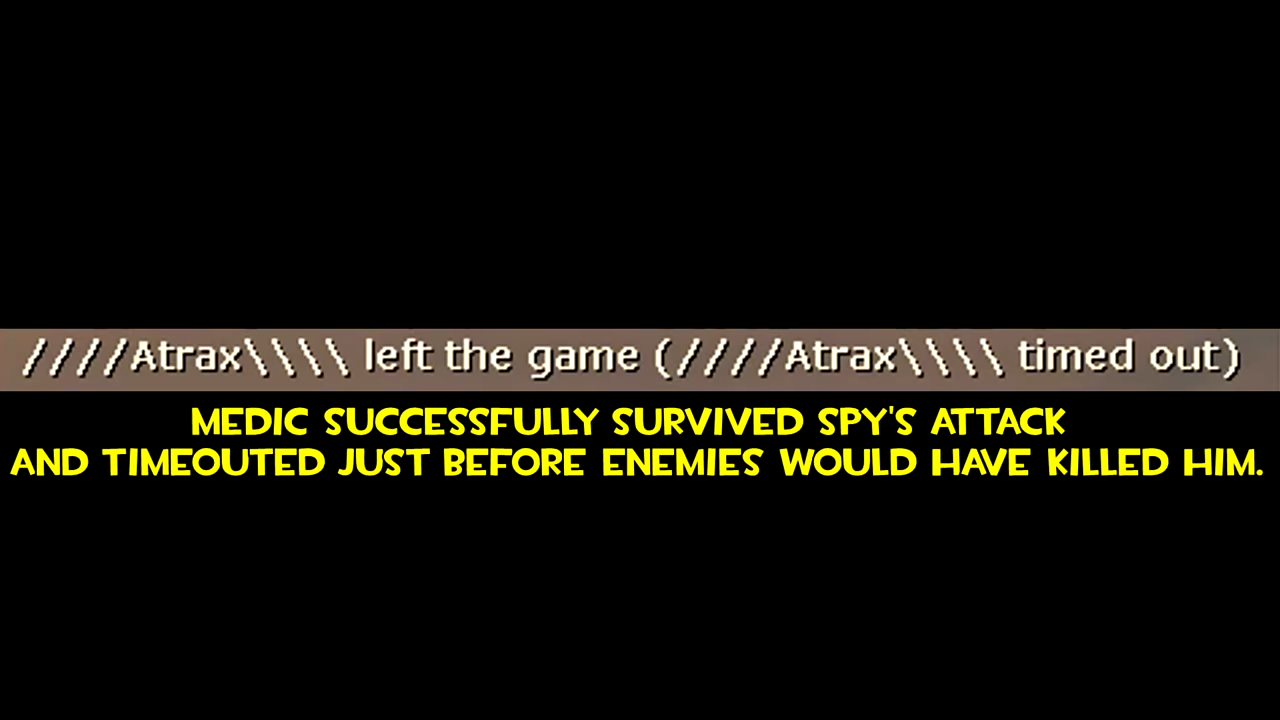 ////Atrax\\\\ left the game (////Atrax\\\\ timed out)
MEDIC SUCCESSFULLY SURVIVED SPY'S ATTACK
AND TIMEOUTED JUST BEFORE ENEMIES WOULD HAVE KILLED HIM.